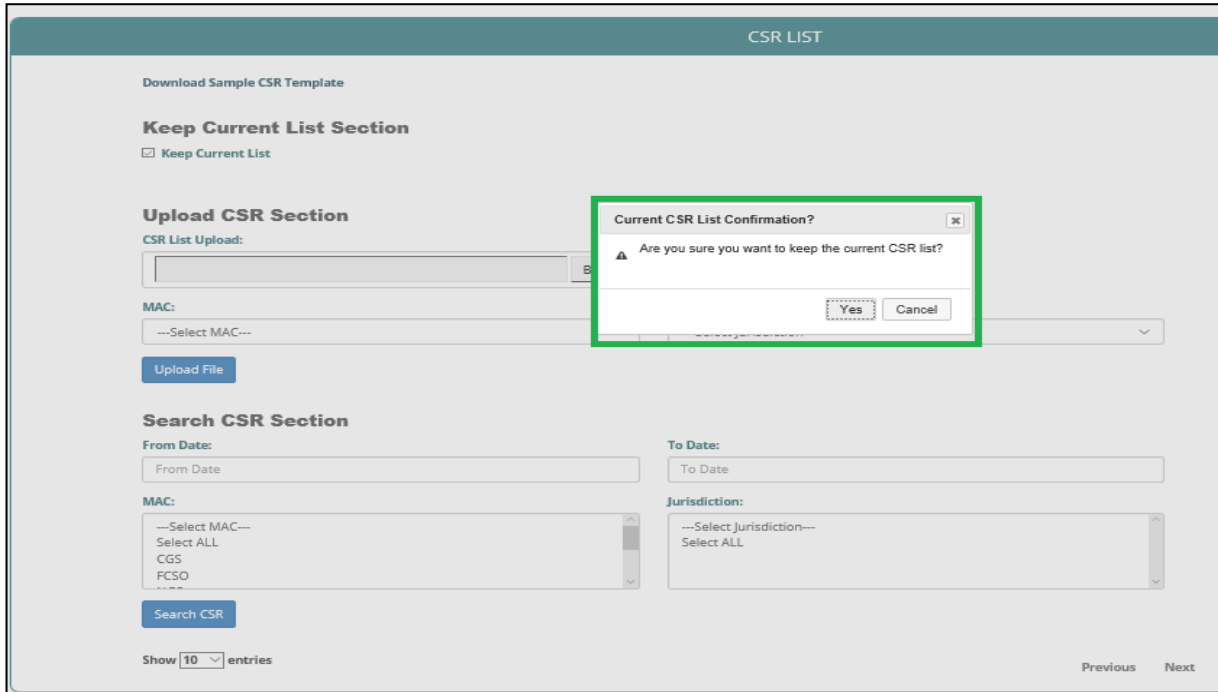 CSR LIST
Download Sample CSR Template
Keep Current List Section
Keep Current List
Upload CSR Section
CSR List Upload:
Current CSR List Confirmation?
Are you sure you want to keep the current CSR list?
Yes Cancel
MAC:
---Select MAC---
Upload File
Search CSR Section
From Date: To Date:
From Date To Date
MAC: Jurisdiction:
---Select MAC--- ---Select Jurisdiction---
Select ALL Select ALL
CGS
FCSO
Search CSR
Show 10 entries
Previous Next